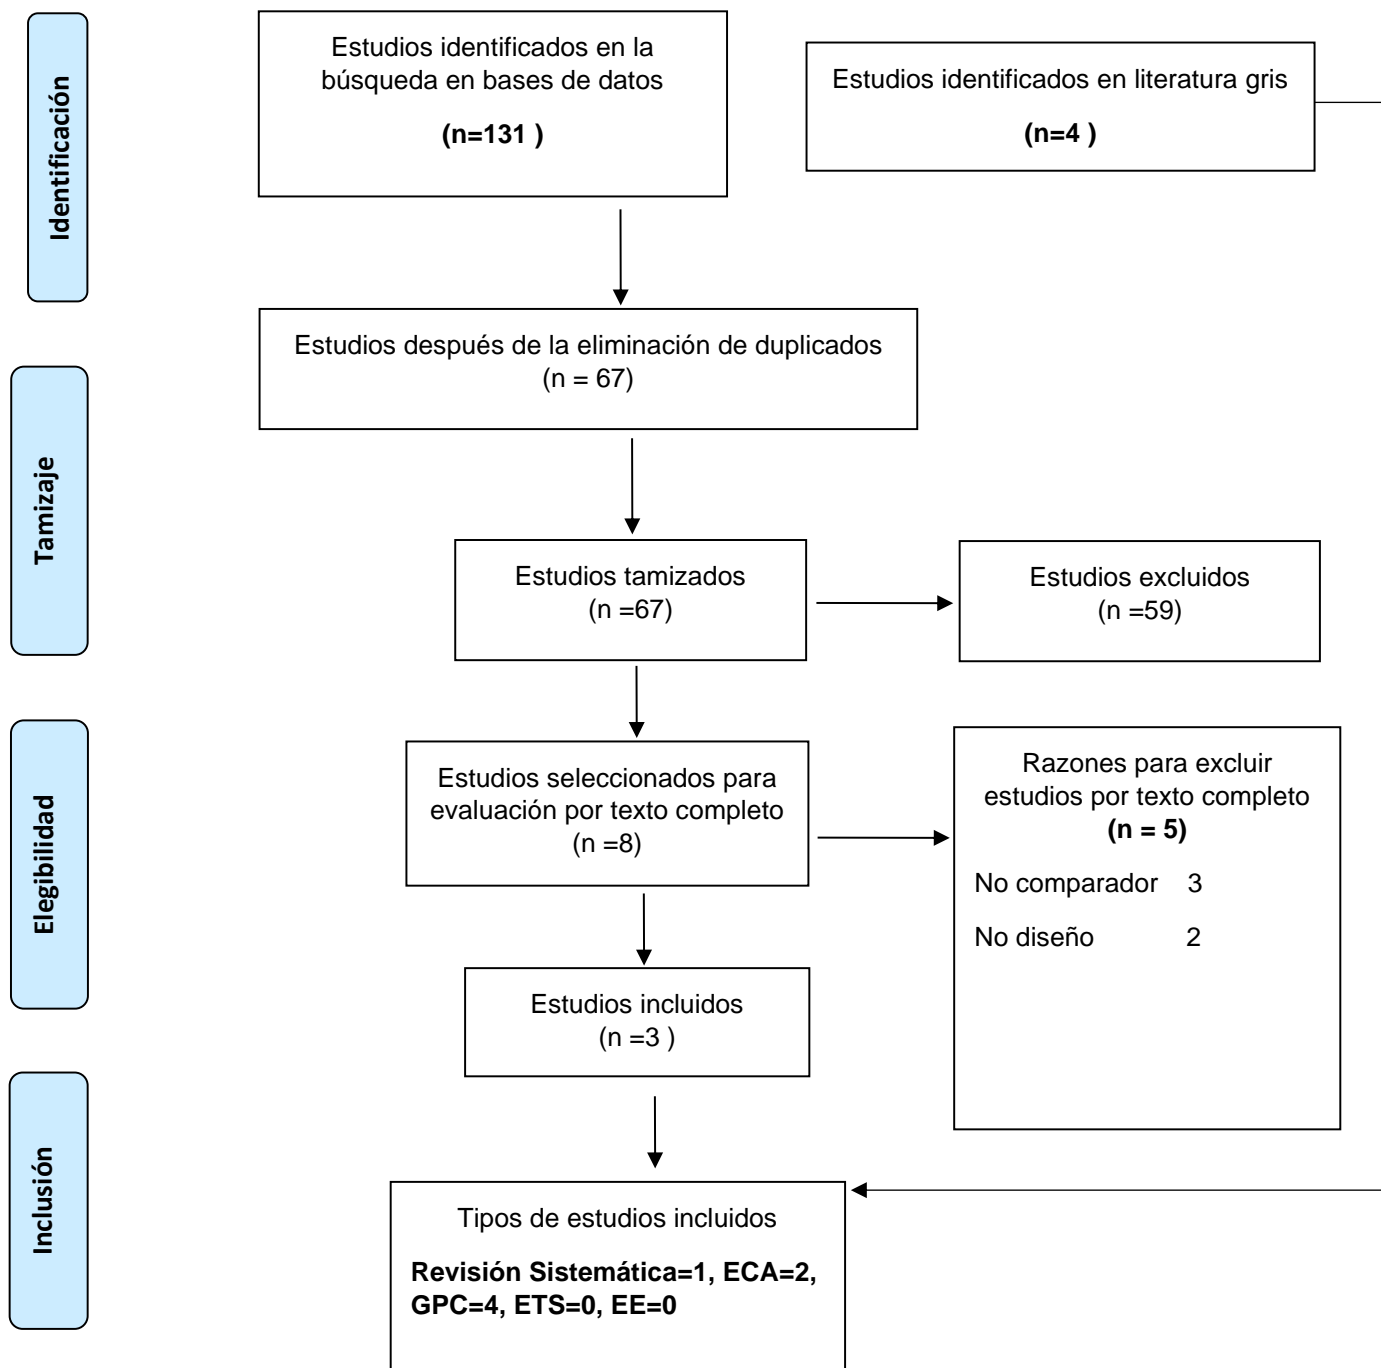 Identificación
Estudios identificados en la
búsqueda en bases de datos
(n=131 )
Estudios identificados en literatura gris
(n=4 )
Estudios después de la eliminación de duplicados
(n = 67)
Tamizaje
Estudios tamizados
(n =67)
Estudios excluidos
(n =59)
Elegibilidad
Estudios seleccionados para
evaluación por texto completo
(n =8)
Razones para excluir
estudios por texto completo
(n = 5)
No comparador 3
No diseño 2
Estudios incluidos
(n =3 )
Inclusión
Tipos de estudios incluidos
Revisión Sistemática=1, ECA=2,
GPC=4, ETS=0, EE=0